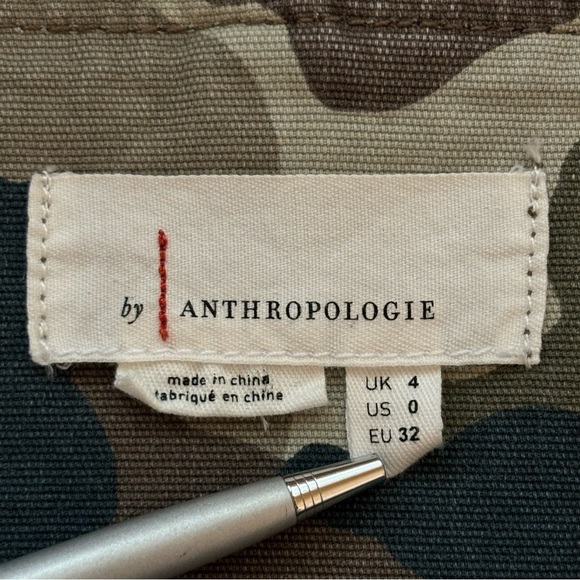 by ANTHROPOLOGIE
made in china
fabriqué en chine
UK 4
US 0
EU 32